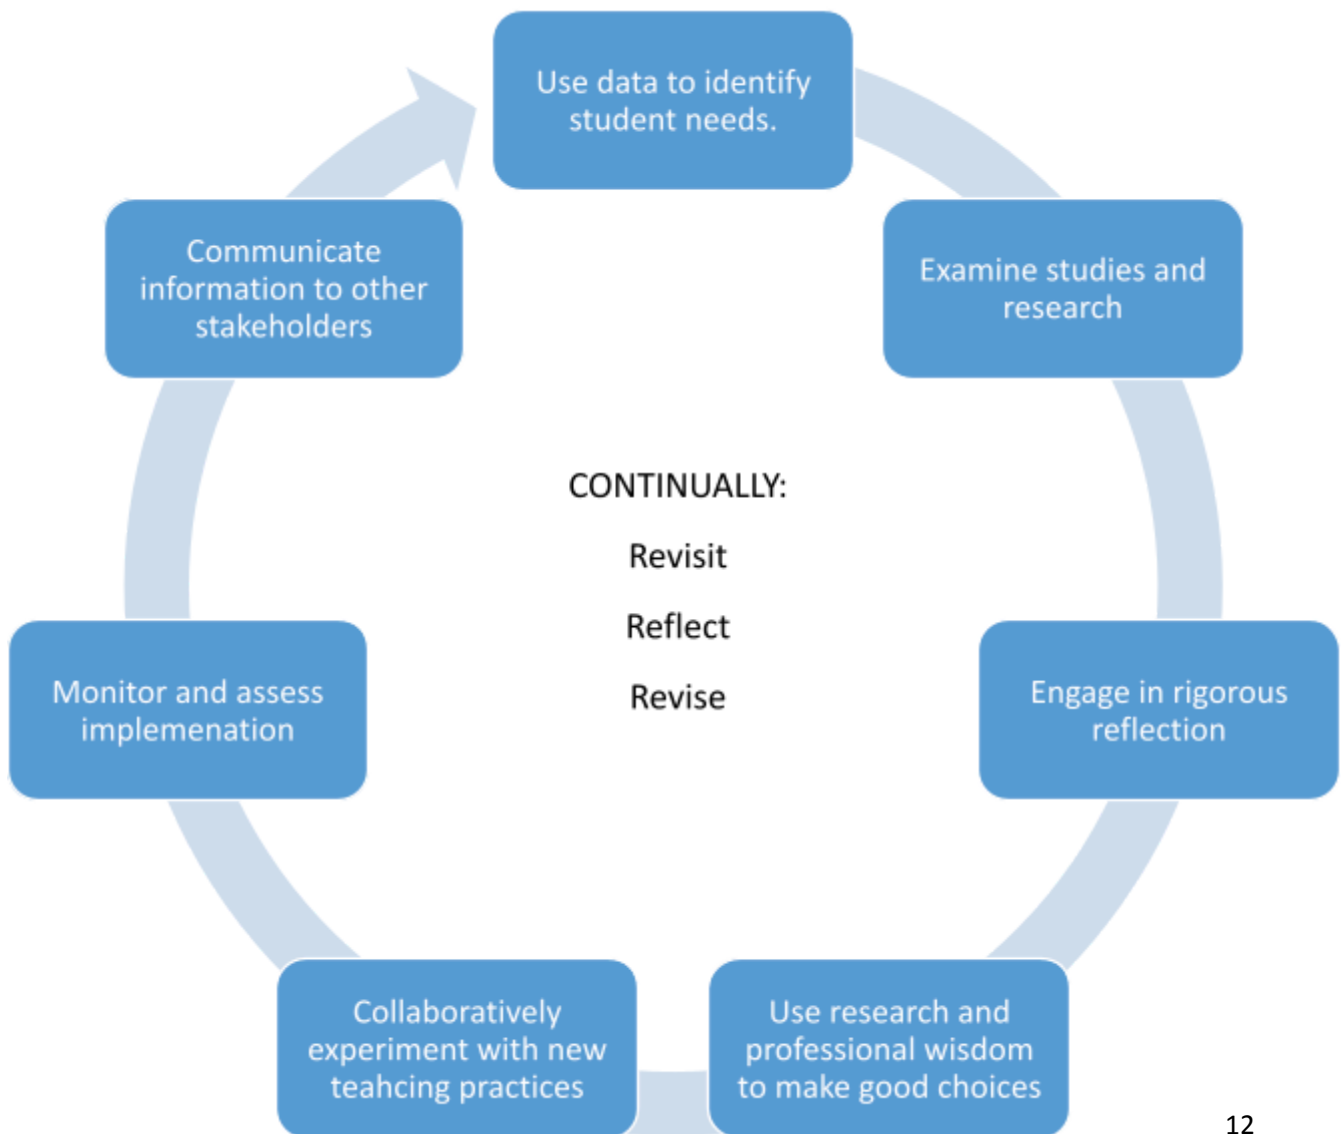 Use data to identify
student needs.
Examine studies and
research
Engage in rigorous
reflection
Use research and
professional wisdom
to make good choices
Collaboratively
experiment with new
teahcing practices
Monitor and assess
implemenation
Communicate
information to other
stakeholders
CONTINUALLY:
Revisit
Reflect
Revise
12